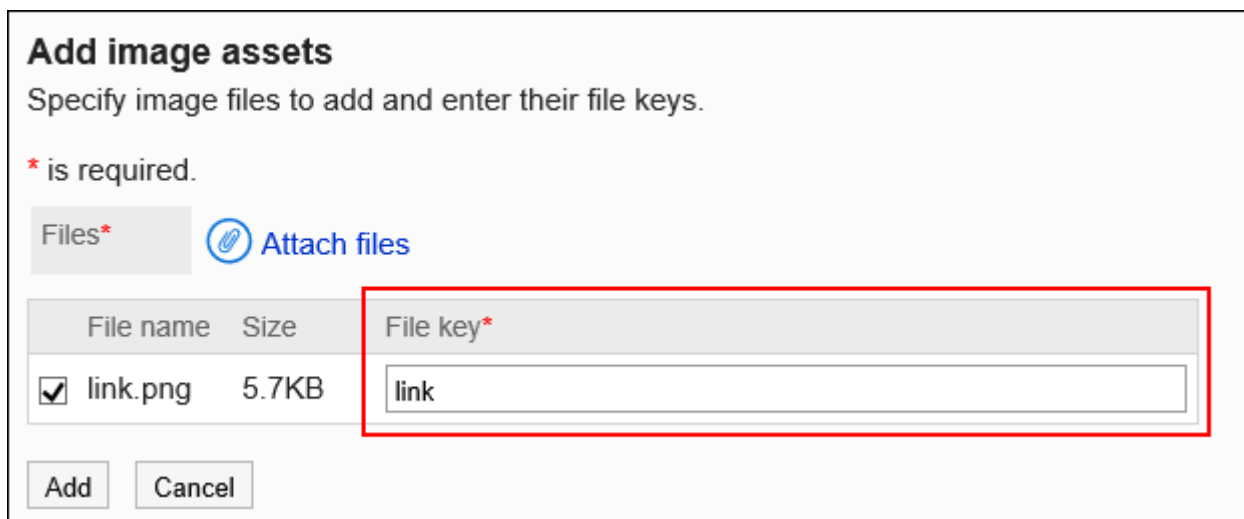 Add image assets
Specify image files to add and enter their file keys.
* is required.
Files* Attach files
File name Size File key*
link.png 5.7KB link
Add Cancel